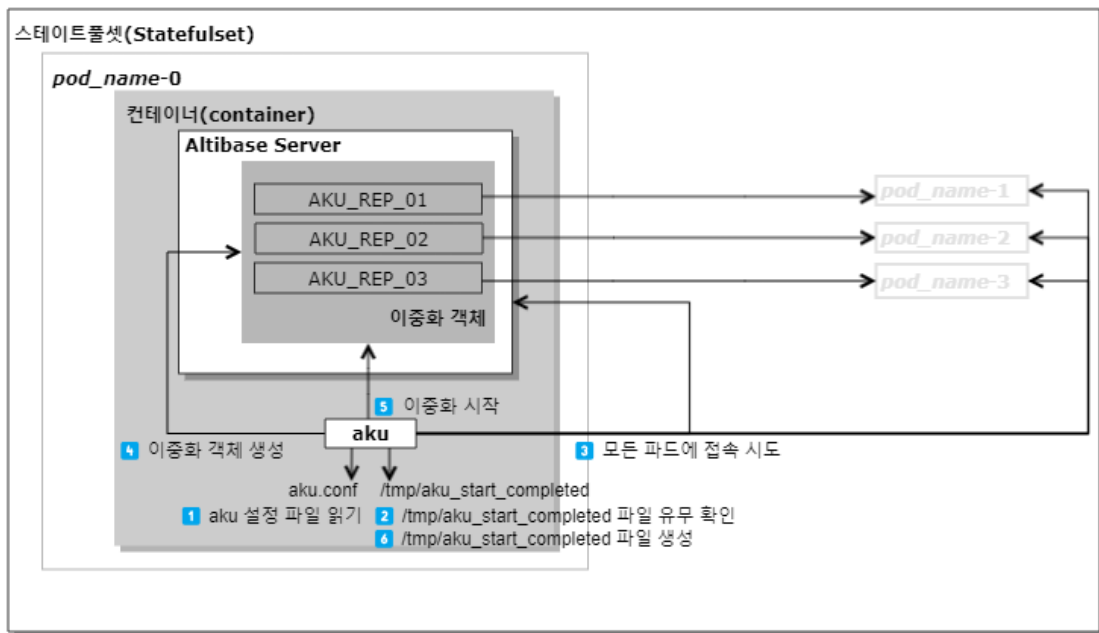 스테이트풀셋(Statefulset)
pod_name-0
컨테이너(container)
Altibase Server
AKU_REP_01
AKU_REP_02
AKU_REP_03
이중화 객체
pod_name-1
pod_name-2
pod_name-3
5 이중화 시작
aku
4 이중화 객체 생성
3 모든 파드에 접속 시도
aku.conf
/tmp/aku_start_completed
1 aku 설정 파일 읽기
2 /tmp/aku_start_completed 파일 유무 확인
6 /tmp/aku_start_completed 파일 생성